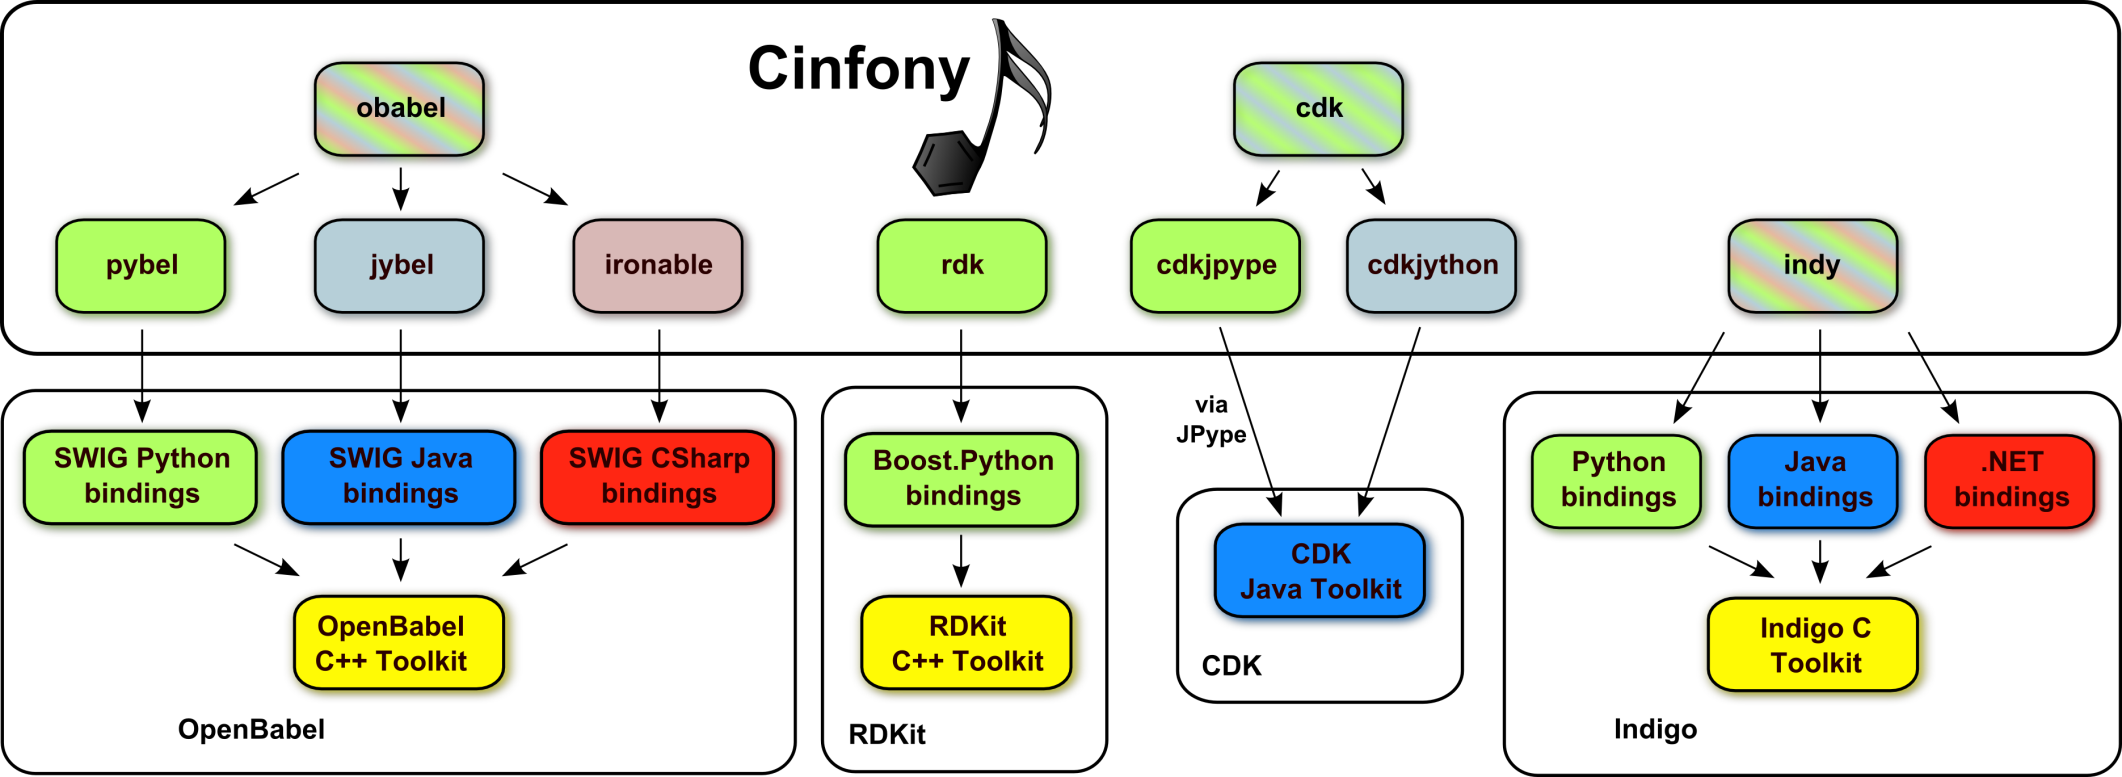 Cinfony
obabel
cdk
pybel
jybel
ironable
rdk
cdkjpype
cdkjython
indy
via
JPype
SWIG Python
bindings
SWIG Java
bindings
SWIG CSharp
bindings
Boost.Python
bindings
Python
bindings
Java
bindings
.NET
bindings
CDK
Java Toolkit
OpenBabel
C++ Toolkit
RDKit
C++ Toolkit
Indigo C
Toolkit
CDK
OpenBabel
RDKit
Indigo